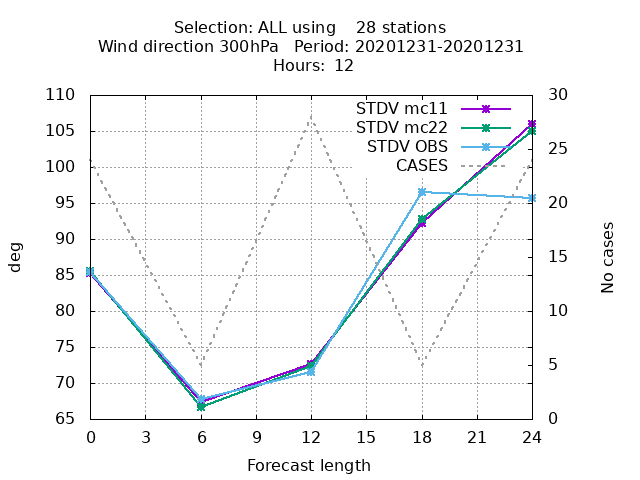 Selection: ALL using    28 stations
Wind direction 300hPa   Period: 20201231-20201231
Hours:  12
110 30
STDV mc11
STDV mc22
STDV OBS
CASES
105
100
95
90
85
80
75
70
65
25
20
15
10
5
0
deg
No cases
0 3 6 9 12 15 18 21 24
Forecast length